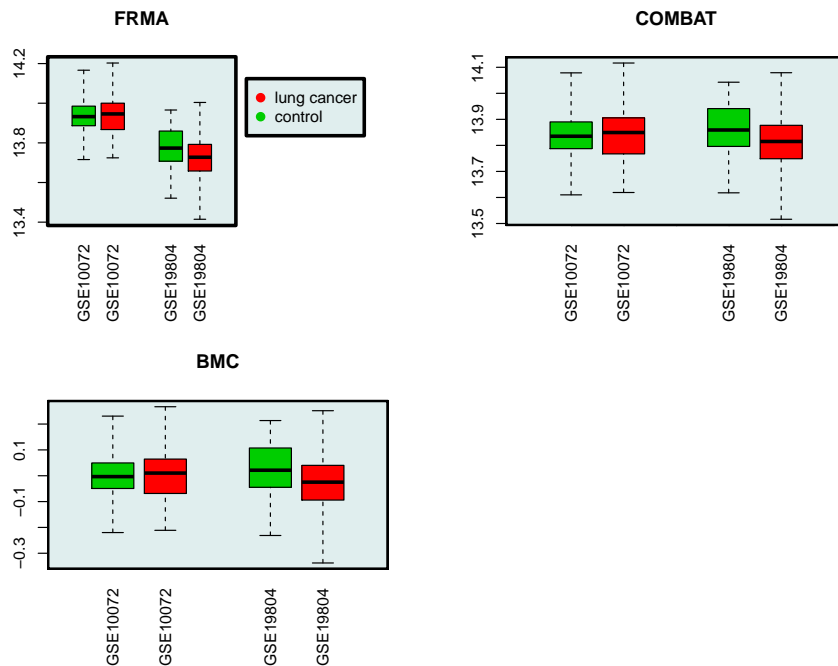 FRMA
14.2
13.8
13.4
GSE10072
GSE10072
GSE19804
GSE19804
lung cancer
control
COMBAT
14.1
13.9
13.7
13.5
GSE10072
GSE10072
GSE19804
GSE19804
BMC
0.1
−0.1
−0.3
GSE10072
GSE10072
GSE19804
GSE19804